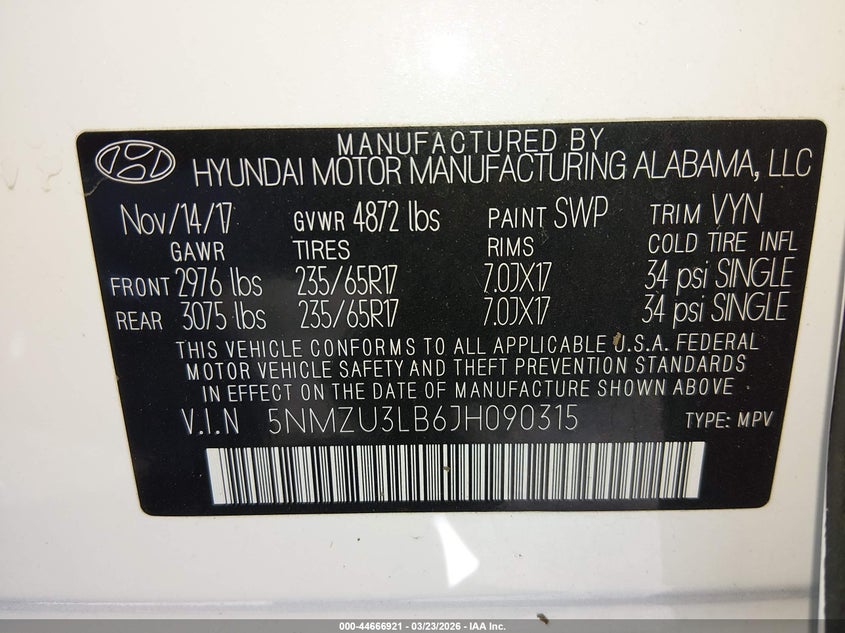 MANUFACTURED BY
HYUNDAI MOTOR MANUFACTURING ALABAMA, LLC
Nov/14/17 GVWR 4872 lbs PAINT SWP TRIM VYN
GAWR TIRES RIMS COLD TIRE INFL
FRONT 2976 lbs 235/65R17 7.0JX17 34 psi SINGLE
REAR 3075 lbs 235/65R17 7.0JX17 34 psi SINGLE
THIS VEHICLE CONFORMS TO ALL APPLICABLE U.S.A. FEDERAL
MOTOR VEHICLE SAFETY AND THEFT PREVENTION STANDARDS
IN EFFECT ON THE DATE OF MANUFACTURE SHOWN ABOVE
V.I.N 5NMZU3LB6JH090315 TYPE: MPV
000-44666921 - 03/23/2026 - IAA Inc.